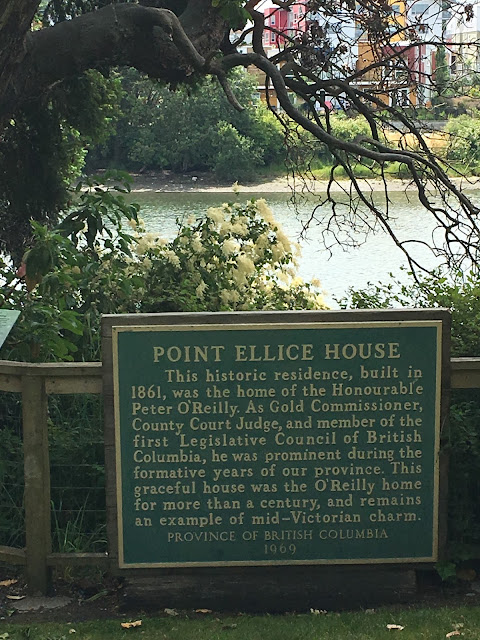 POINT ELLICE HOUSE
This historic residence, built in
1861, was the home of the Honourable
Peter O'Reilly. As Gold Commissioner,
County Court Judge, and member of the
first Legislative Council of British
Columbia, he was prominent during the
formative years of our province. This
graceful house was the O'Reilly home
for more than a century, and remains
an example of mid-Victorian charm.
PROVINCE OF BRITISH COLUMBIA
1969